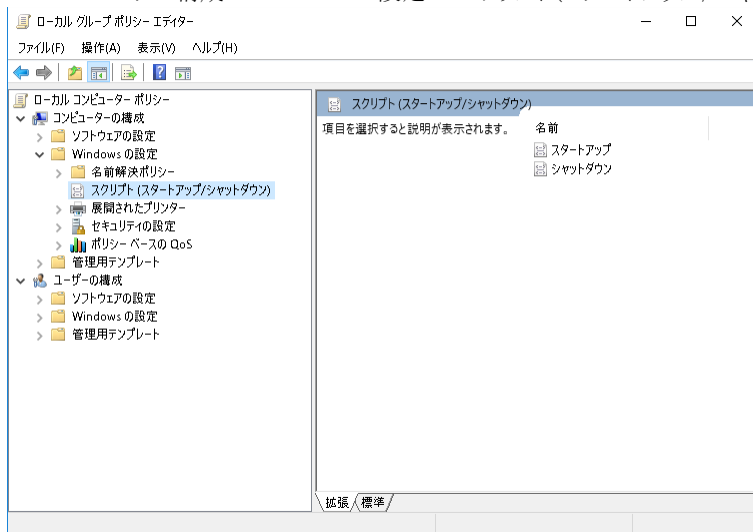 ローカル グループ ポリシー エディター
ファイル(F) 操作(A) 表示(V) ヘルプ(H)
ローカル コンピューター ポリシー
コンピューターの構成
ソフトウェアの設定
Windows の設定
名前解決ポリシー
スクリプト (スタートアップ/シャットダウン)
展開されたプリンター
セキュリティの設定
ポリシー ベースの QoS
管理用テンプレート
ユーザーの構成
ソフトウェアの設定
Windows の設定
管理用テンプレート
スクリプト (スタートアップ/シャットダウン)
項目を選択すると説明が表示されます。
名前
スタートアップ
シャットダウン
拡張 標準